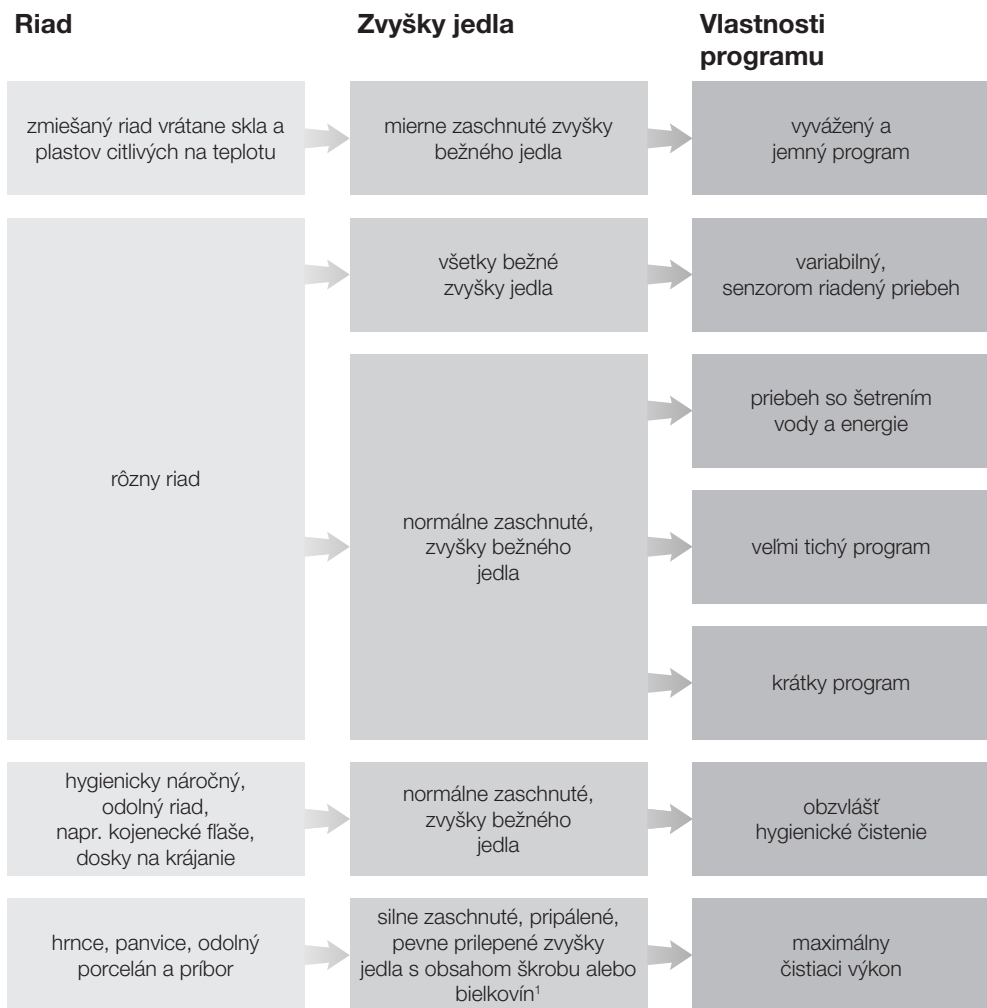 Riad
Zvyšky jedla
Vlastnosti
programu
zmiešaný riad vrátane skla a
plastov citlivých na teplotu
mierne zaschnuté zvyšky
bežného jedla
vyvážený a
jemný program
rôzny riad
všetky bežné
zvyšky jedla
variabilný,
senzorom riadený priebeh
normálne zaschnuté,
zvyšky bežného
jedla
priebeh so šetrením
vody a energie
veľmi tichý program
krátky program
hygienicky náročný,
odolný riad,
napr. kojenecké fľaše,
dosky na krájanie
normálne zaschnuté,
zvyšky bežného
jedla
obzvlášť
hygienické čistenie
hrnce, panvice, odolný
porcelán a príbor
silne zaschnuté, pripálené,
pevne prilepené zvyšky
jedla s obsahom škrobu alebo
bielkovín¹
maximálny
čistiaci výkon